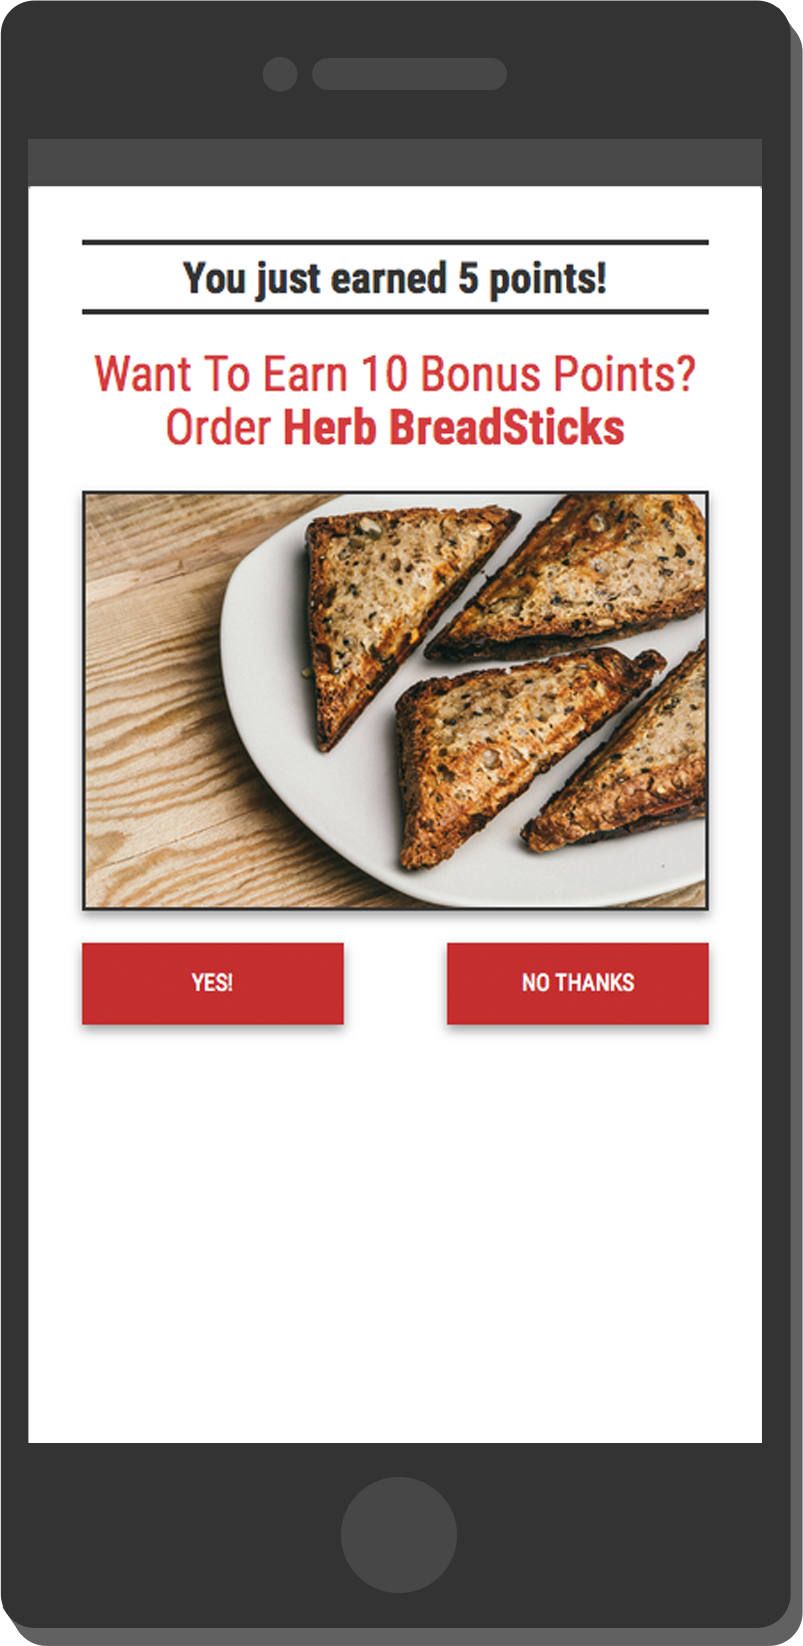 You just earned 5 points!
Want To Earn 10 Bonus Points?
Order Herb BreadSticks
YES!
NO THANKS